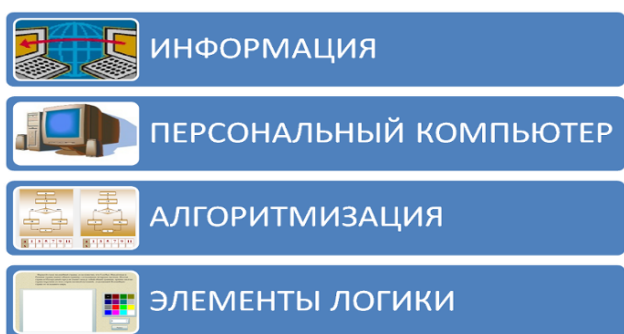 ИНФОРМАЦИЯ
ПЕРСОНАЛЬНЫЙ КОМПЬЮТЕР
АЛГОРИТМИЗАЦИЯ
ЭЛЕМЕНТЫ ЛОГИКИ